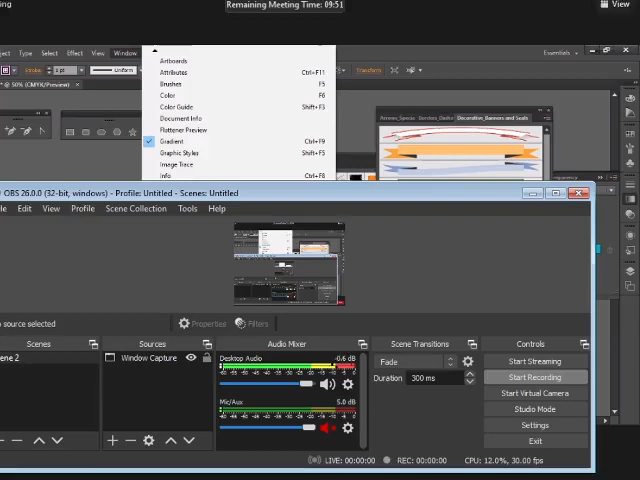 Remaining Meeting Time: 09:51
View
Type Select Effect View Window
Essentials
Stroke: Uniform Transform
@ 50% (CMYK/Preview)
Artboards
Attributes Ctrl+F11
Brushes F5
Color F6
Color Guide Shift+F3
Document Info
Flattener Preview
Gradient Ctrl+F9
Graphic Styles Shift+F5
Image Trace
Info Ctrl+F8
Decorative_Banners and Seals
OBS 26.0.0 (32-bit, windows) - Profile: Untitled - Scenes: Untitled
Edit View Profile Scene Collection Tools Help
source selected
Properties Filters
Scenes Sources Audio Mixer Scene Transitions Controls
ene 2
Window Capture
Desktop Audio -0.6 dB
Mic/Aux 5.0 dB
Fade
Duration 300 ms
Start Streaming
Start Recording
Start Virtual Camera
Studio Mode
Settings
Exit
LIVE: 00:00:00 REC: 00:00:00 CPU: 12.0%, 30.00 fps